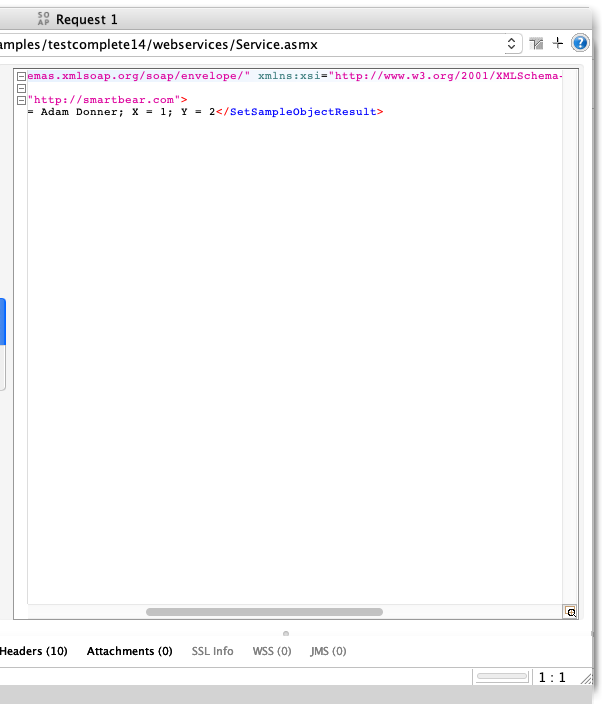 SO
AP
Request 1
amples/testcomplete14/webservices/Service.asmx
?
emas.xmlsoap.org/soap/envelope/" xmlns:xsi="http://www.w3.org/2001/XMLSchema-
"http://smartbear.com">
= Adam Donner; X = 1; Y = 2</SetSampleObjectResult>
Headers (10) Attachments (0) SSL Info WSS (0) JMS (0)
1 : 1